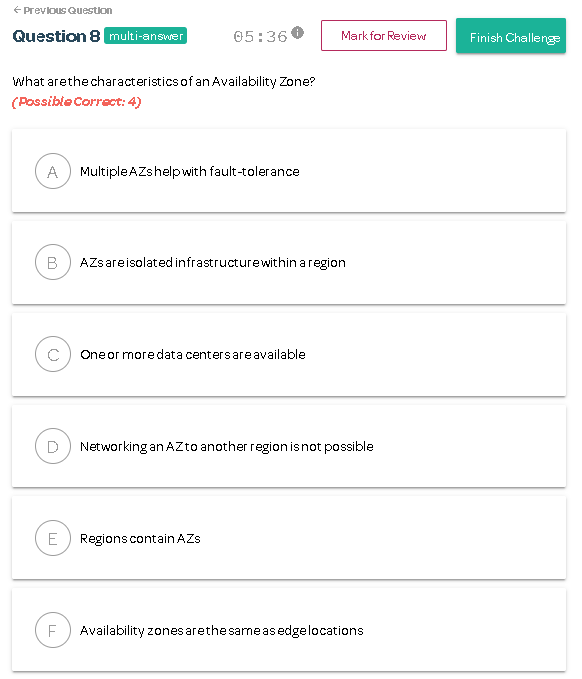 ← Previous Question
Question 8 multi-answer 05:36 i Mark for Review Finish Challenge
What are the characteristics of an Availability Zone?
(Possible Correct: 4)
A Multiple AZs help with fault-tolerance
B AZs are isolated infrastructure within a region
C One or more data centers are available
D Networking an AZ to another region is not possible
E Regions contain AZs
F Availability zones are the same as edge locations